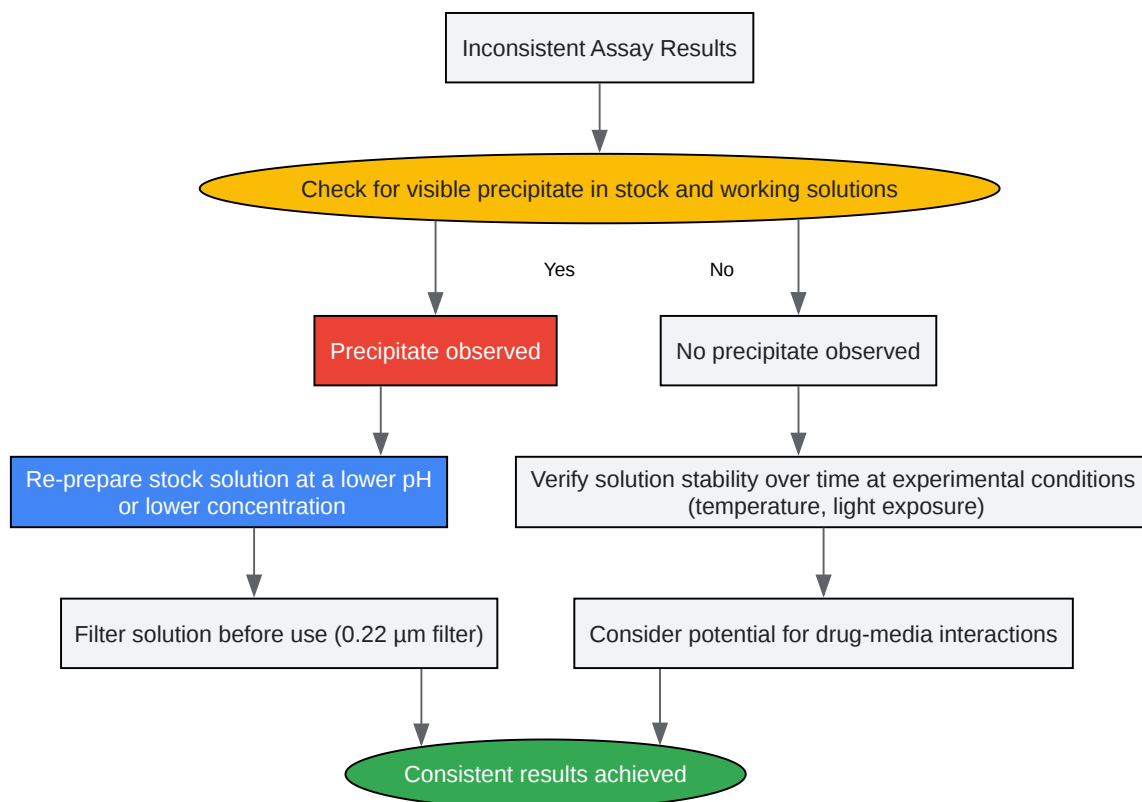 Inconsistent Assay Results
Check for visible precipitate in stock and working solutions
Yes
No
Precipitate observed
No precipitate observed
Re-prepare stock solution at a lower pH
or lower concentration
Verify solution stability over time at experimental conditions
(temperature, light exposure)
Filter solution before use (0.22 µm filter)
Consider potential for drug-media interactions
Consistent results achieved